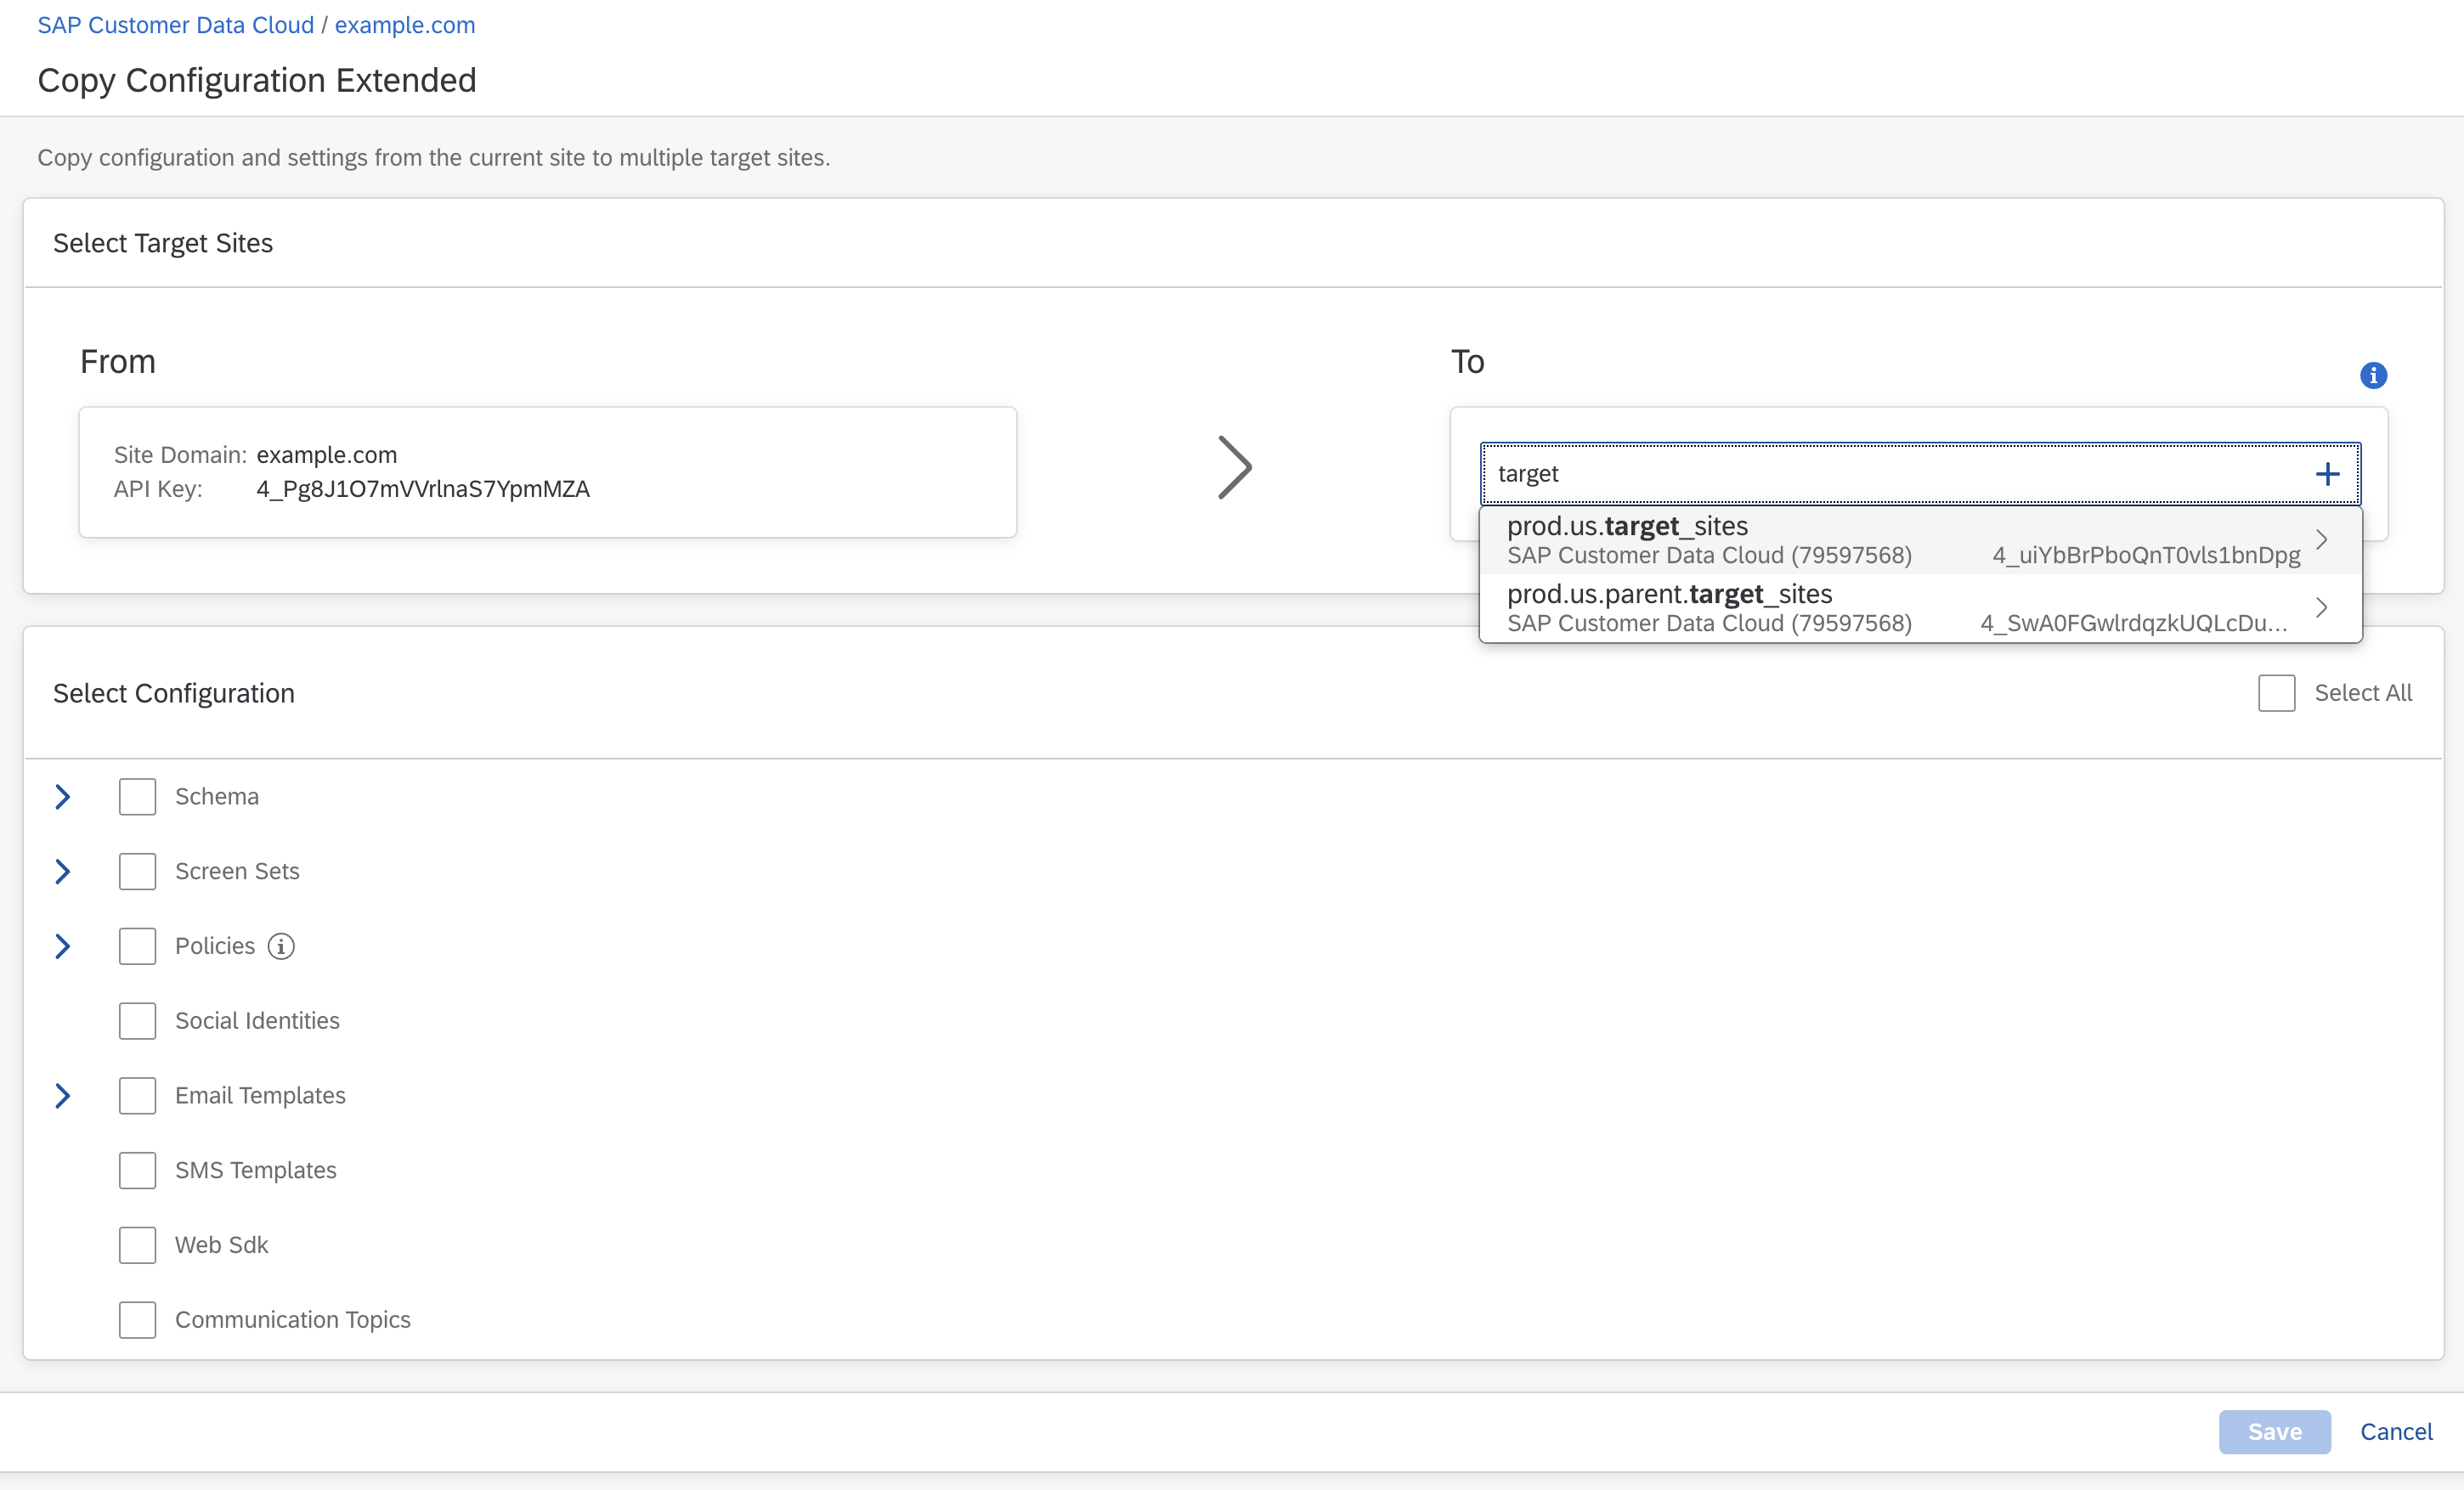 SAP Customer Data Cloud / example.com
Copy Configuration Extended
Copy configuration and settings from the current site to multiple target sites.
Select Target Sites
From
Site Domain: example.com
API Key: 4_Pg8J1O7mVVrlnaS7YpmMZA
To
target
prod.us.target_sites
SAP Customer Data Cloud (79597568) 4_uiYbBrPboQnT0vls1bnDpg
prod.us.parent.target_sites
SAP Customer Data Cloud (79597568) 4_SwA0FGwlrdqzkUQLcDu...
Select Configuration
Select All
Schema
Screen Sets
Policies
Social Identities
Email Templates
SMS Templates
Web Sdk
Communication Topics
Save Cancel